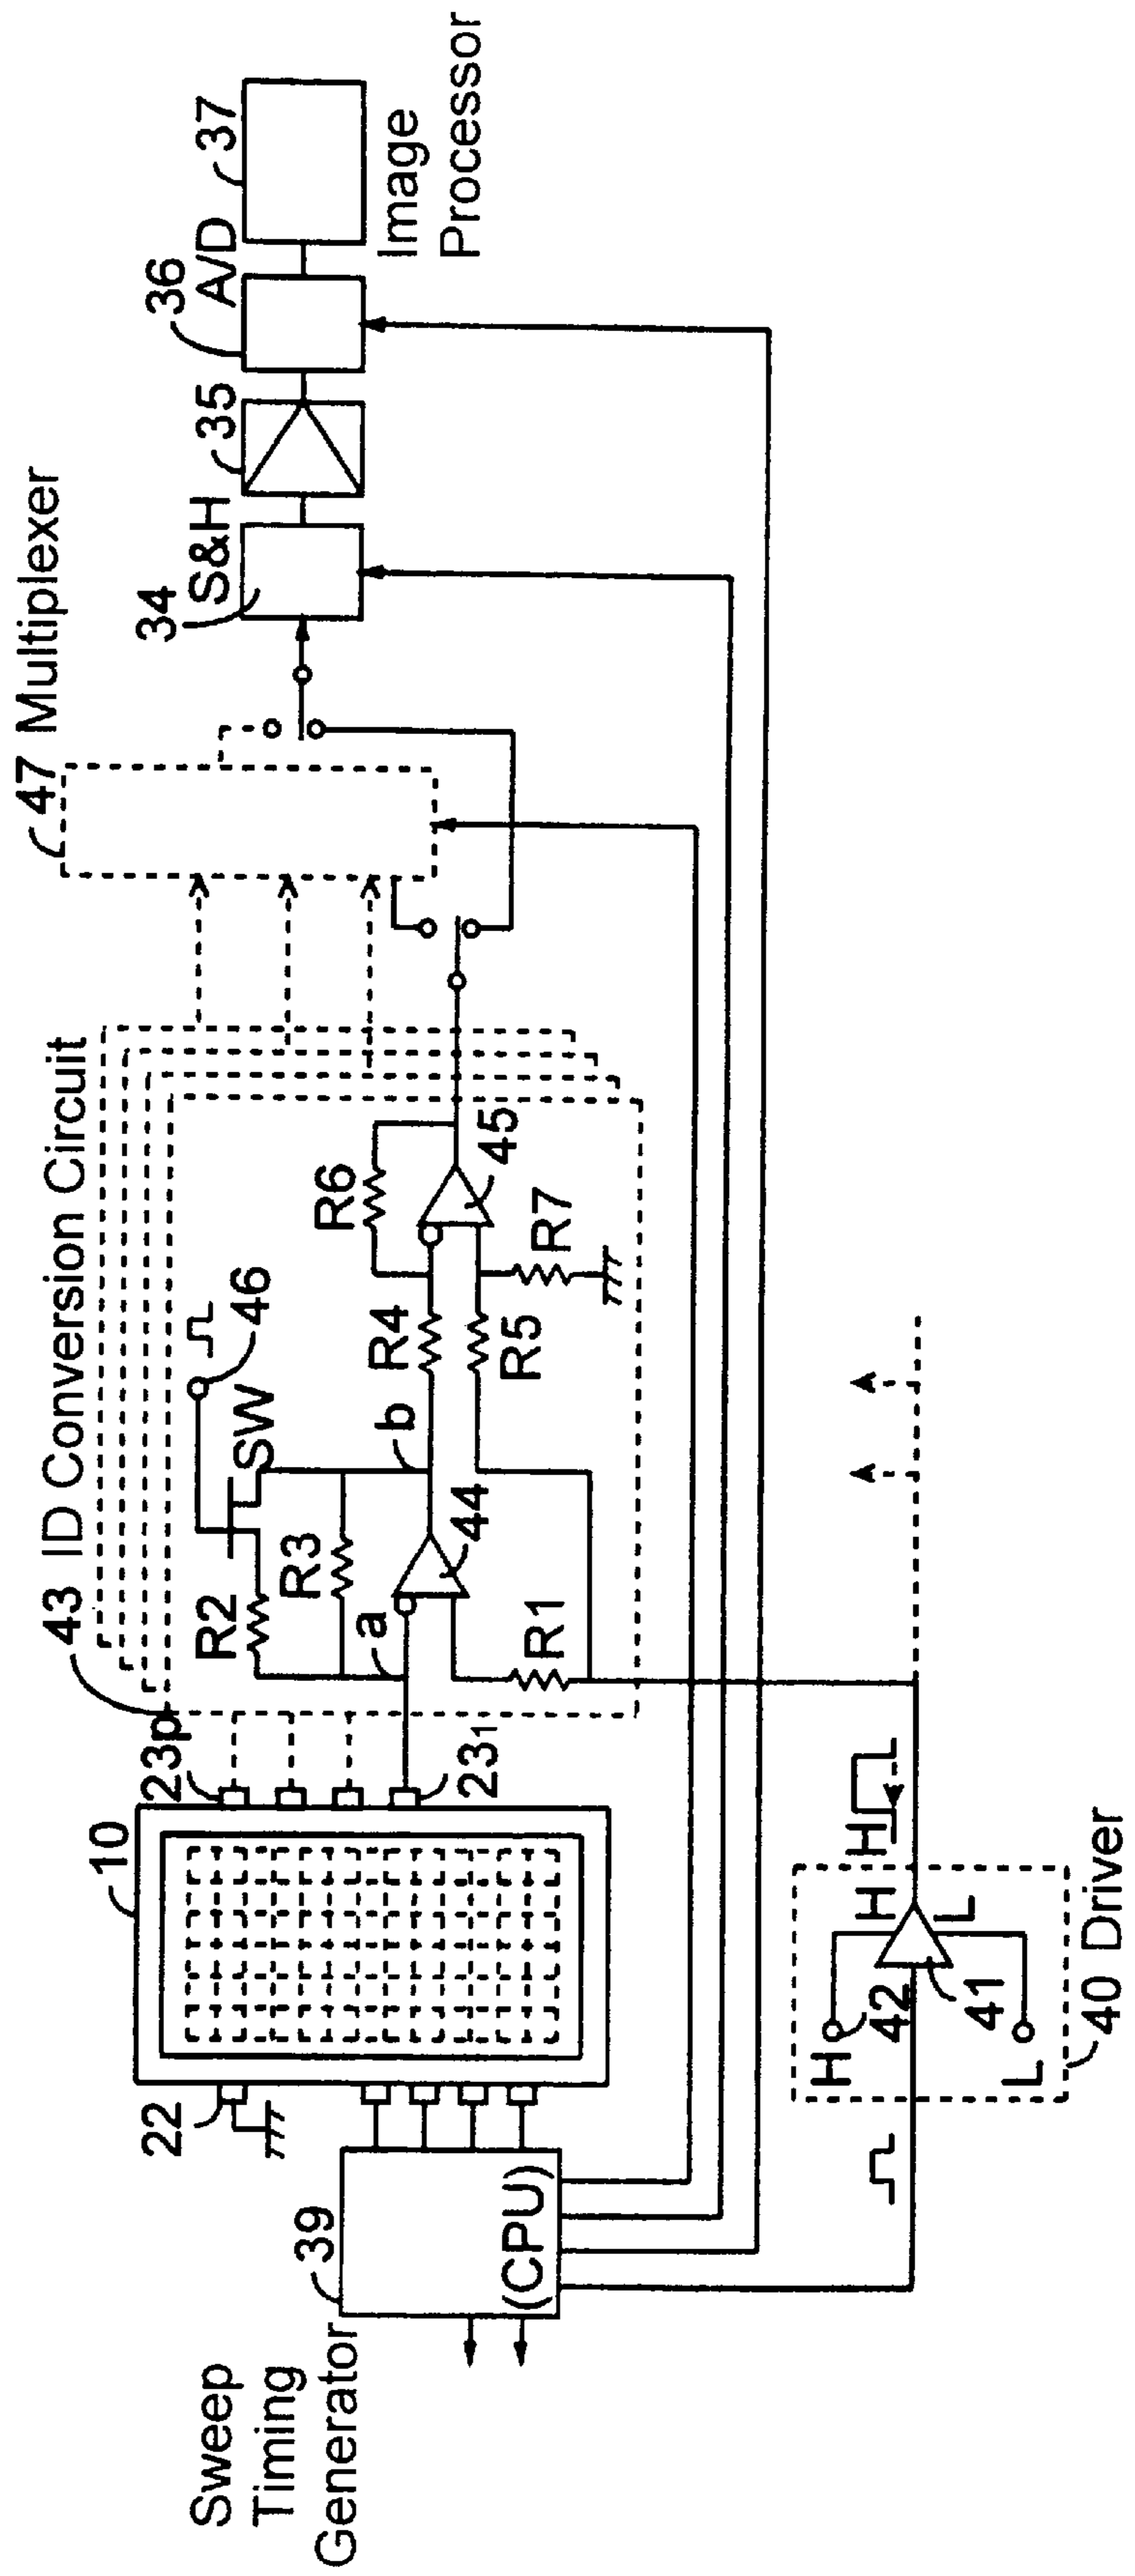 Sweep
Timing
Generator
39
(CPU)
22
10
23p
23₁
43 ID Conversion Circuit
R2
R3
SW
46
a
b
44
R1
R4
R5
R6
R7
45
47 Multiplexer
34
S&H
35
36
A/D
37
Image
Processor
H
42
H
L
41
L
H
40 Driver